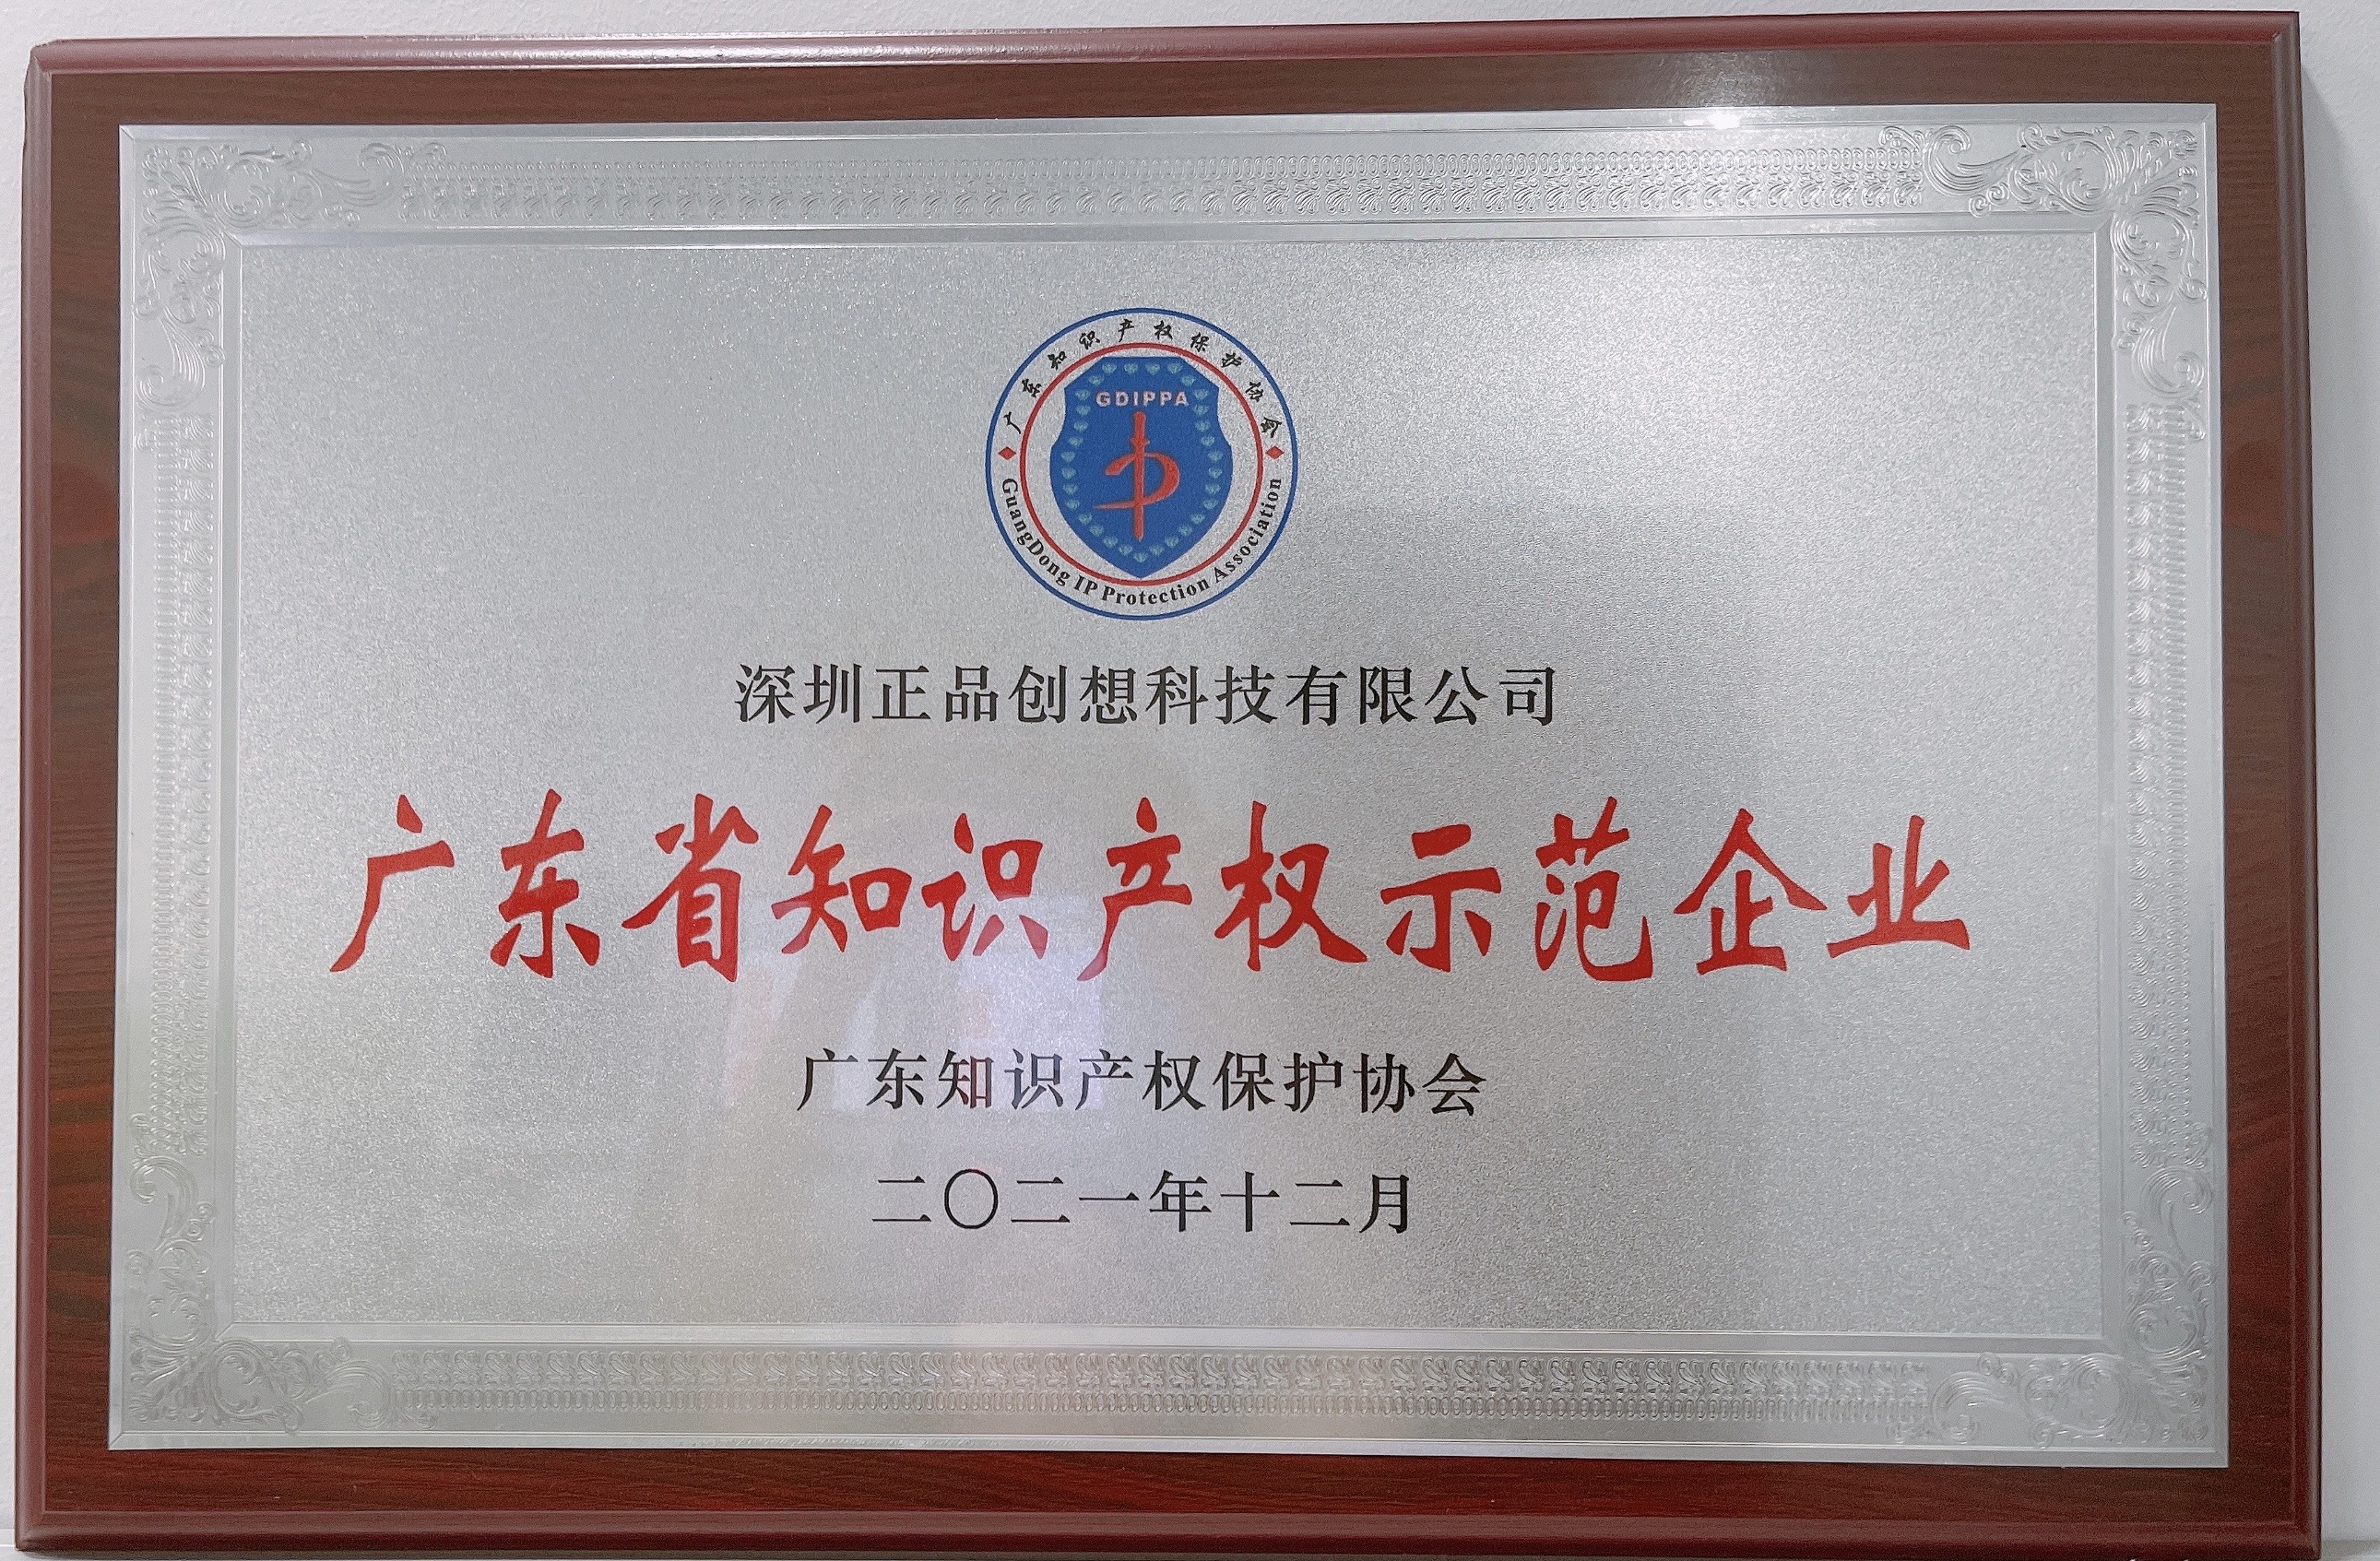 广东知识产权保护协会
GDIPPA
GuangDong IP Protection Association
深圳正品创想科技有限公司
广东省知识产权示范企业
广东知识产权保护协会
二〇二一年十二月